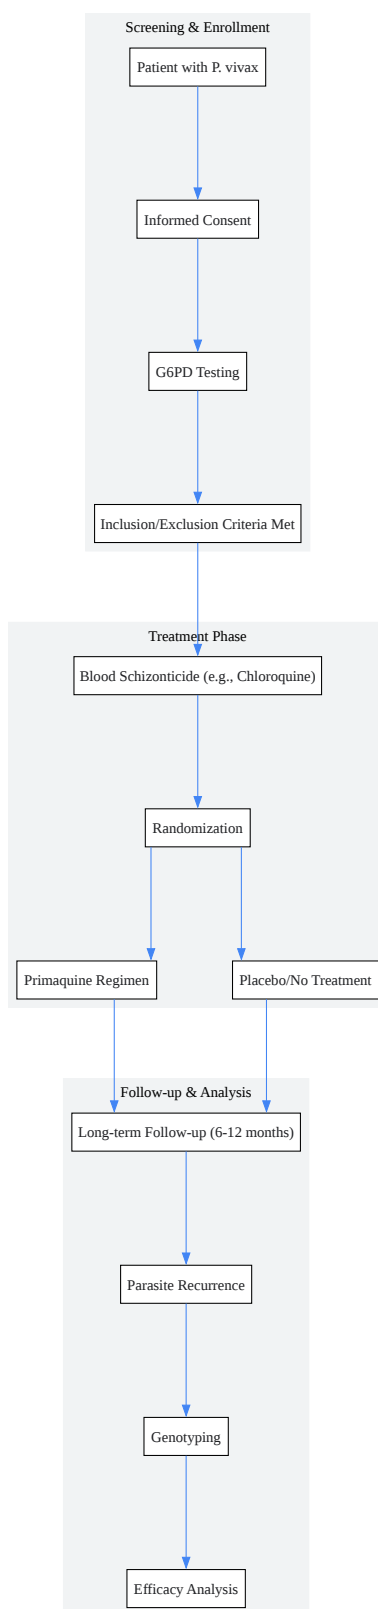 Screening & Enrollment
Patient with P. vivax
Informed Consent
G6PD Testing
Inclusion/Exclusion Criteria Met
Treatment Phase
Blood Schizonticide (e.g., Chloroquine)
Randomization
Primaquine Regimen
Placebo/No Treatment
Follow-up & Analysis
Long-term Follow-up (6-12 months)
Parasite Recurrence
Genotyping
Efficacy Analysis